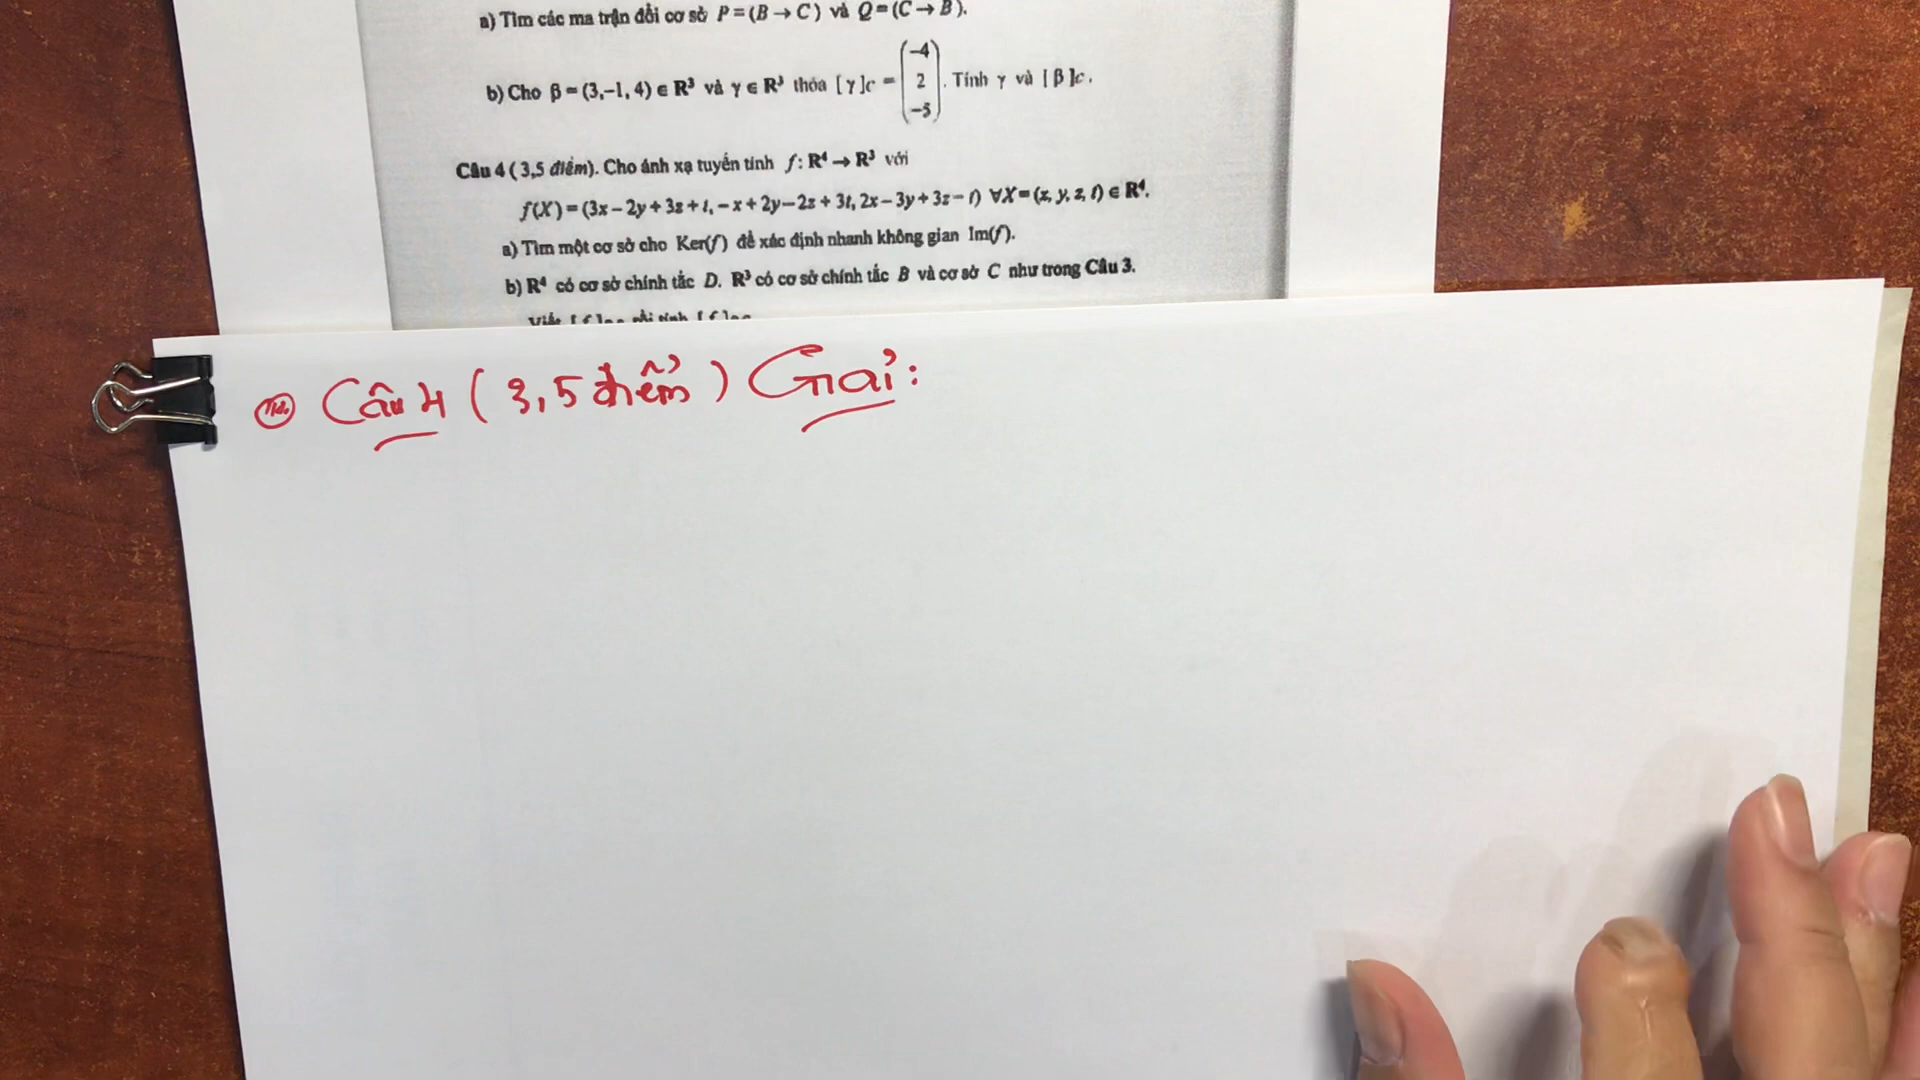 a) Tìm các ma trận đổi cơ sở P = (B → C) và Q = (C → B).
b) Cho β = (3,−1, 4) ∈ R³ và γ ∈ R³ thỏa [ γ ]C = (−4 2 −5). Tính γ và [ β ]C.
Câu 4 ( 3,5 điểm). Cho ánh xạ tuyến tính f : R⁴ → R³ với
f(X) = (3x − 2y + 3z + t, − x + 2y − 2z + 3t, 2x − 3y + 3z − t) ∀X = (x, y, z, t) ∈ R⁴.
a) Tìm một cơ sở cho Ker(f) để xác định nhanh không gian Im(f).
b) R⁴ có cơ sở chính tắc D. R³ có cơ sở chính tắc B và cơ sở C như trong Câu 3.
Câu 4 ( 3,5 điểm ) Giải :